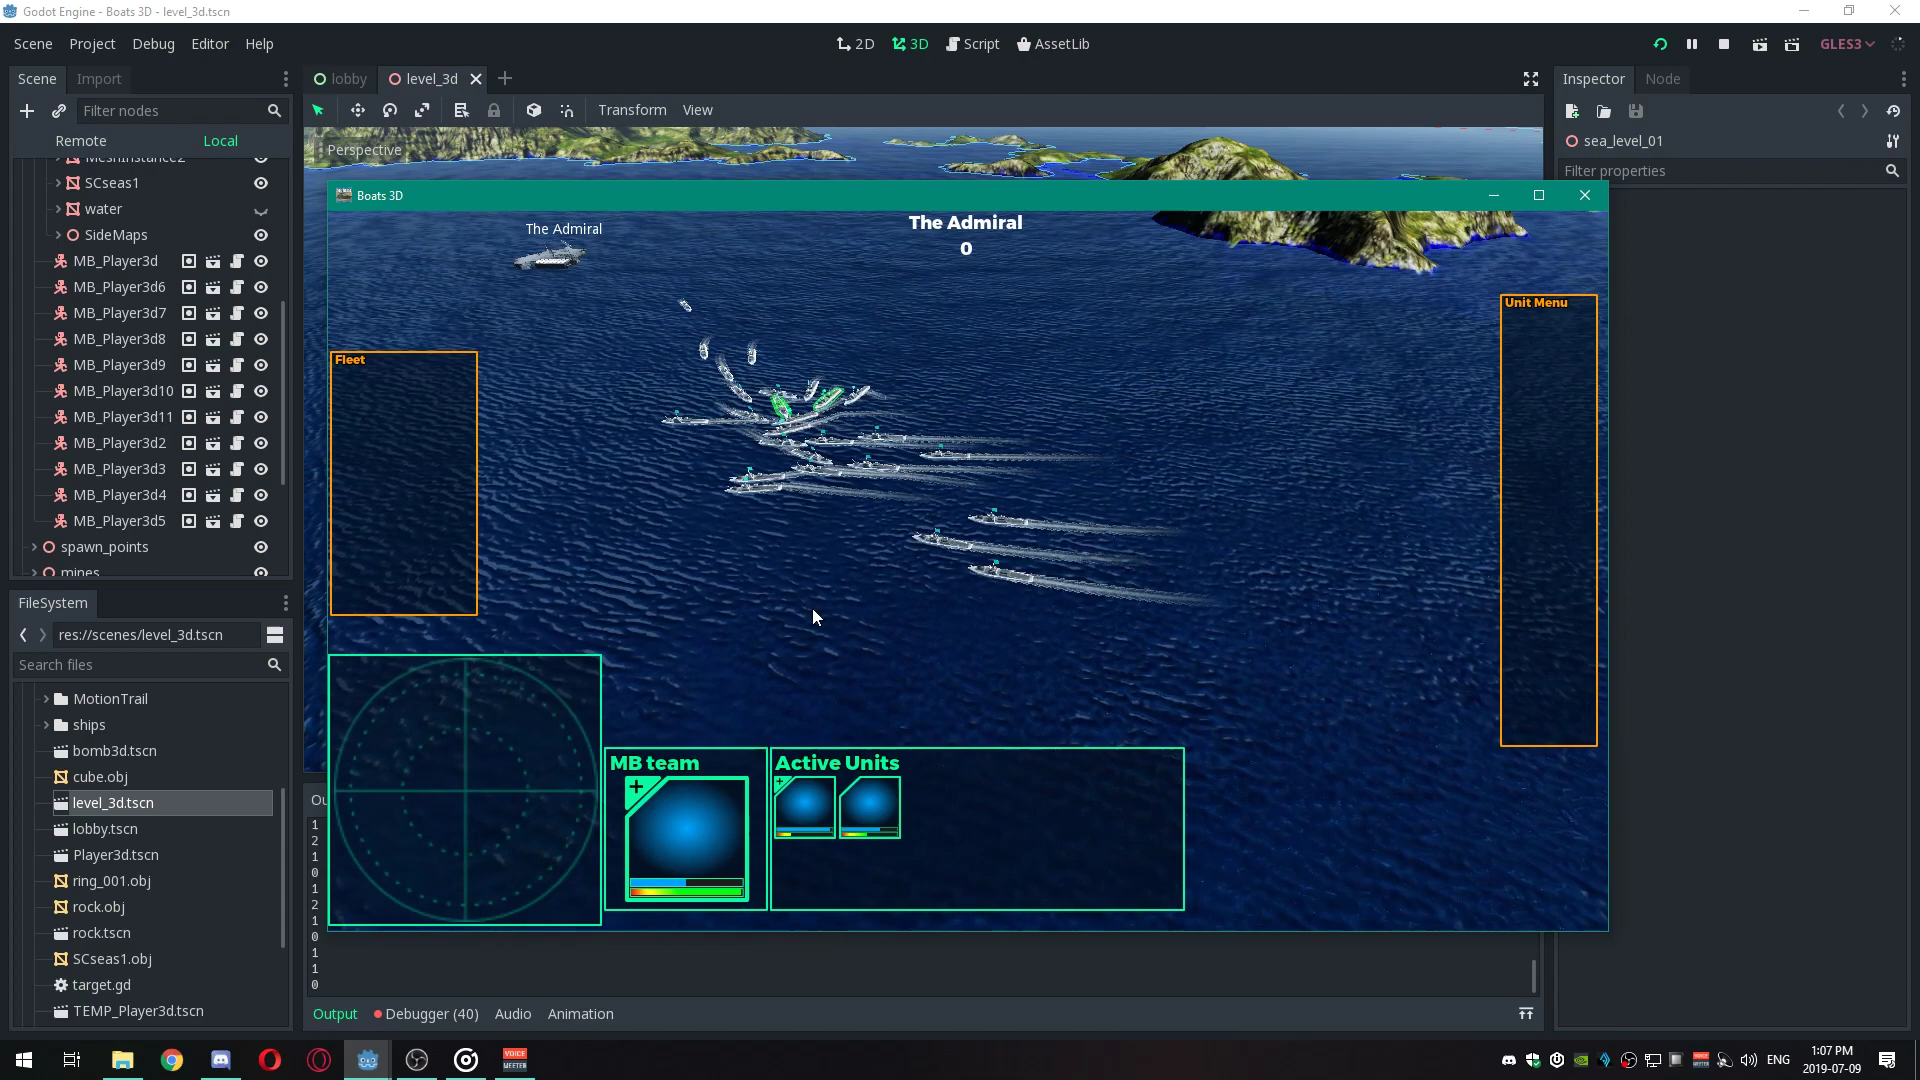 Godot Engine - Boats 3D - level_3d.tscn
Scene Project Debug Editor Help
2D 3D Script AssetLib
GLES3
Scene Import
Filter nodes
Remote Local
MeshInstance2
SCseas1
water
SideMaps
MB_Player3d
MB_Player3d6
MB_Player3d7
MB_Player3d8
MB_Player3d9
MB_Player3d10
MB_Player3d11
MB_Player3d2
MB_Player3d3
MB_Player3d4
MB_Player3d5
spawn_points
mines
FileSystem
res://scenes/level_3d.tscn
Search files
MotionTrail
ships
bomb3d.tscn
cube.obj
level_3d.tscn
lobby.tscn
Player3d.tscn
ring_001.obj
rock.obj
rock.tscn
SCseas1.obj
target.gd
TEMP_Player3d.tscn
lobby level_3d
Transform View
Perspective
Boats 3D
The Admiral
The Admiral
0
Fleet
Unit Menu
MB team
Active Units
Ou
1
2
1
0
1
2
1
0
1
1
0
Output Debugger (40) Audio Animation
Inspector Node
sea_level_01
Filter properties
VOICE
MEETER
ENG
1:07 PM
2019-07-09